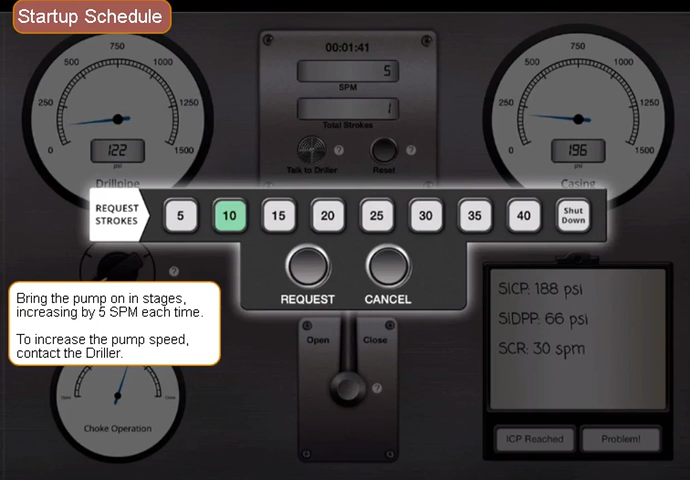 Startup Schedule
750
500
1000
250
1250
0
1500
122
psi
Drillpipe
00:01:41
5
SPM
1
Total Strokes
Talk to Driller
?
Reset
?
750
500
1000
250
1250
0
1500
196
psi
Casing
REQUEST
STROKES
5
10
15
20
25
30
35
40
Shut
Down
REQUEST
CANCEL
?
Bring the pump on in stages,
increasing by 5 SPM each time.
To increase the pump speed,
contact the Driller.
Choke Operation
Open
Close
?
SICP: 188 psi
SIDPP: 66 psi
SCR: 30 spm
ICP Reached
Problem!